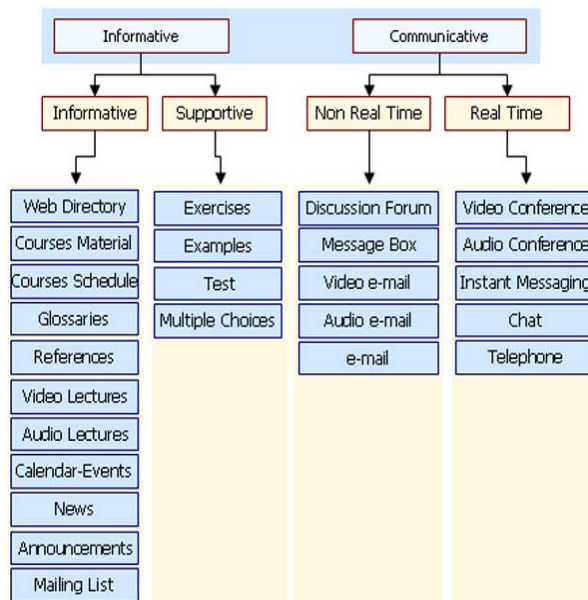 Informative
Communicative
Informative
Supportive
Non Real Time
Real Time
Web Directory
Courses Material
Courses Schedule
Glossaries
References
Video Lectures
Audio Lectures
Calendar-Events
News
Announcements
Mailing List
Exercises
Examples
Test
Multiple Choices
Discussion Forum
Message Box
Video e-mail
Audio e-mail
e-mail
Video Conference
Audio Conference
Instant Messaging
Chat
Telephone